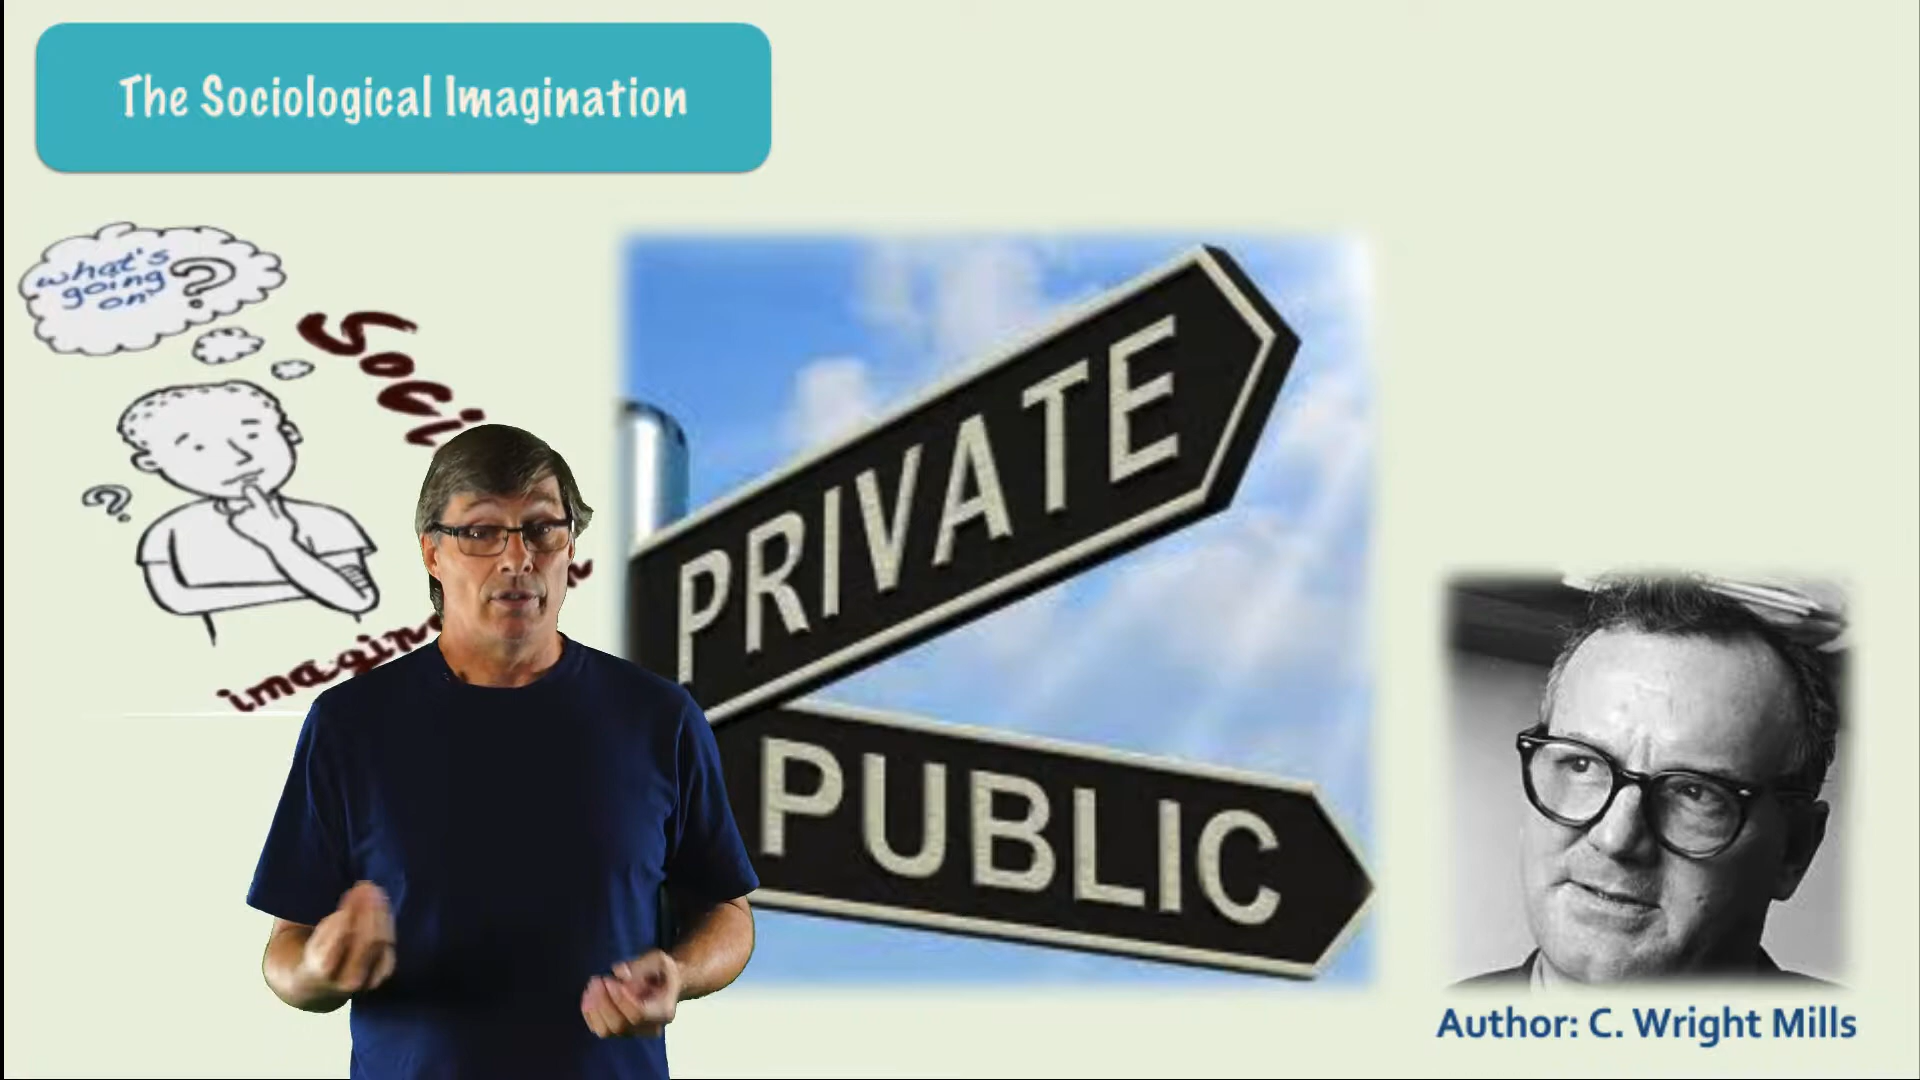 The Sociological Imagination
what's
going
on ?
?
PRIVATE
PUBLIC
Author: C. Wright Mills